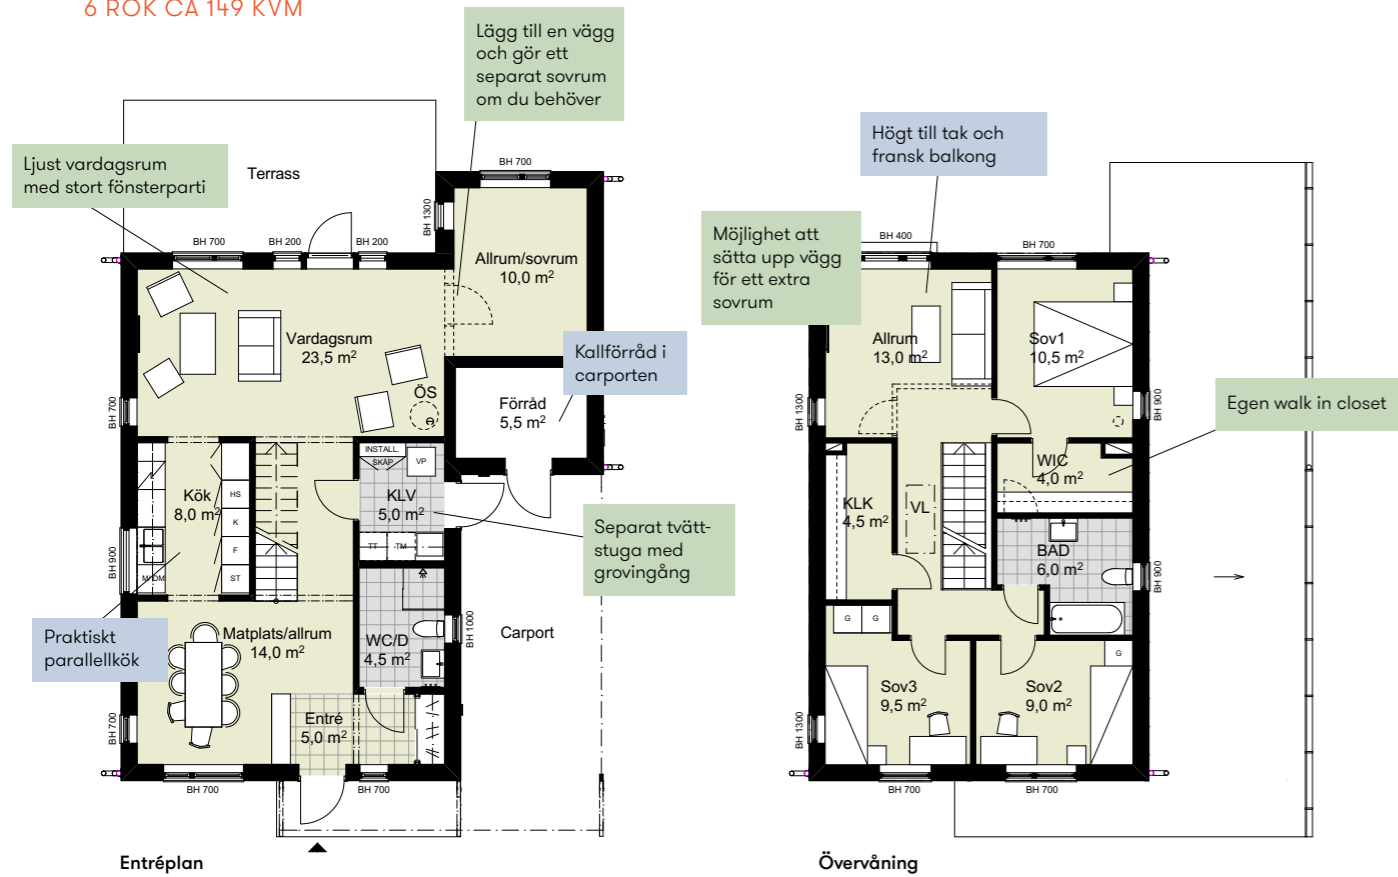 6 ROK CA 149 KVM
Lägg till en vägg
och gör ett
separat sovrum
om du behöver
Ljust vardagsrum
med stort fönsterparti
Terrass
BH 700
BH 1300
BH 700
BH 200
BH 200
Allrum/sovrum
10,0 m²
Vardagsrum
23,5 m²
Kallförråd i
carporten
ÖS
BH 700
Förråd
5,5 m²
INSTALL.
SKÅP
VP
Kök
8,0 m²
HS
K
F
ST
KLV
5,0 m²
TT
TM
BH 900
M/DM
Separat tvätt-
stuga med
grovingång
Praktiskt
parallellkök
Matplats/allrum
14,0 m²
WC/D
4,5 m²
BH 1000
Carport
BH 700
Entré
5,0 m²
BH 700
BH 700
Entréplan
Högt till tak och
fransk balkong
Möjlighet att
sätta upp vägg
för ett extra
sovrum
BH 400
BH 700
Allrum
13,0 m²
Sov1
10,5 m²
BH 1300
BH 900
Egen walk in closet
WIC
4,0 m²
KLK
4,5 m²
VL
BAD
6,0 m²
BH 900
G
G
G
Sov3
9,5 m²
Sov2
9,0 m²
BH 1300
BH 700
BH 700
Övervåning